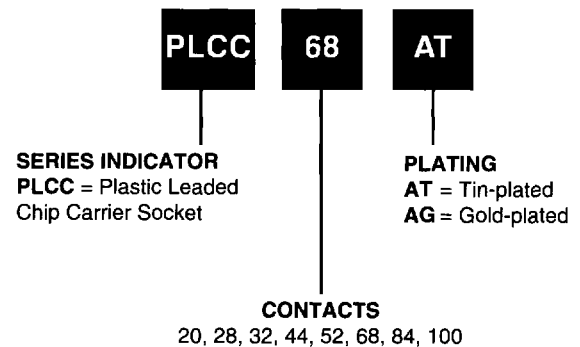 PLCC 68 AT
SERIES INDICATOR
PLCC = Plastic Leaded
Chip Carrier Socket
PLATING
AT = Tin-plated
AG = Gold-plated
CONTACTS
20, 28, 32, 44, 52, 68, 84, 100